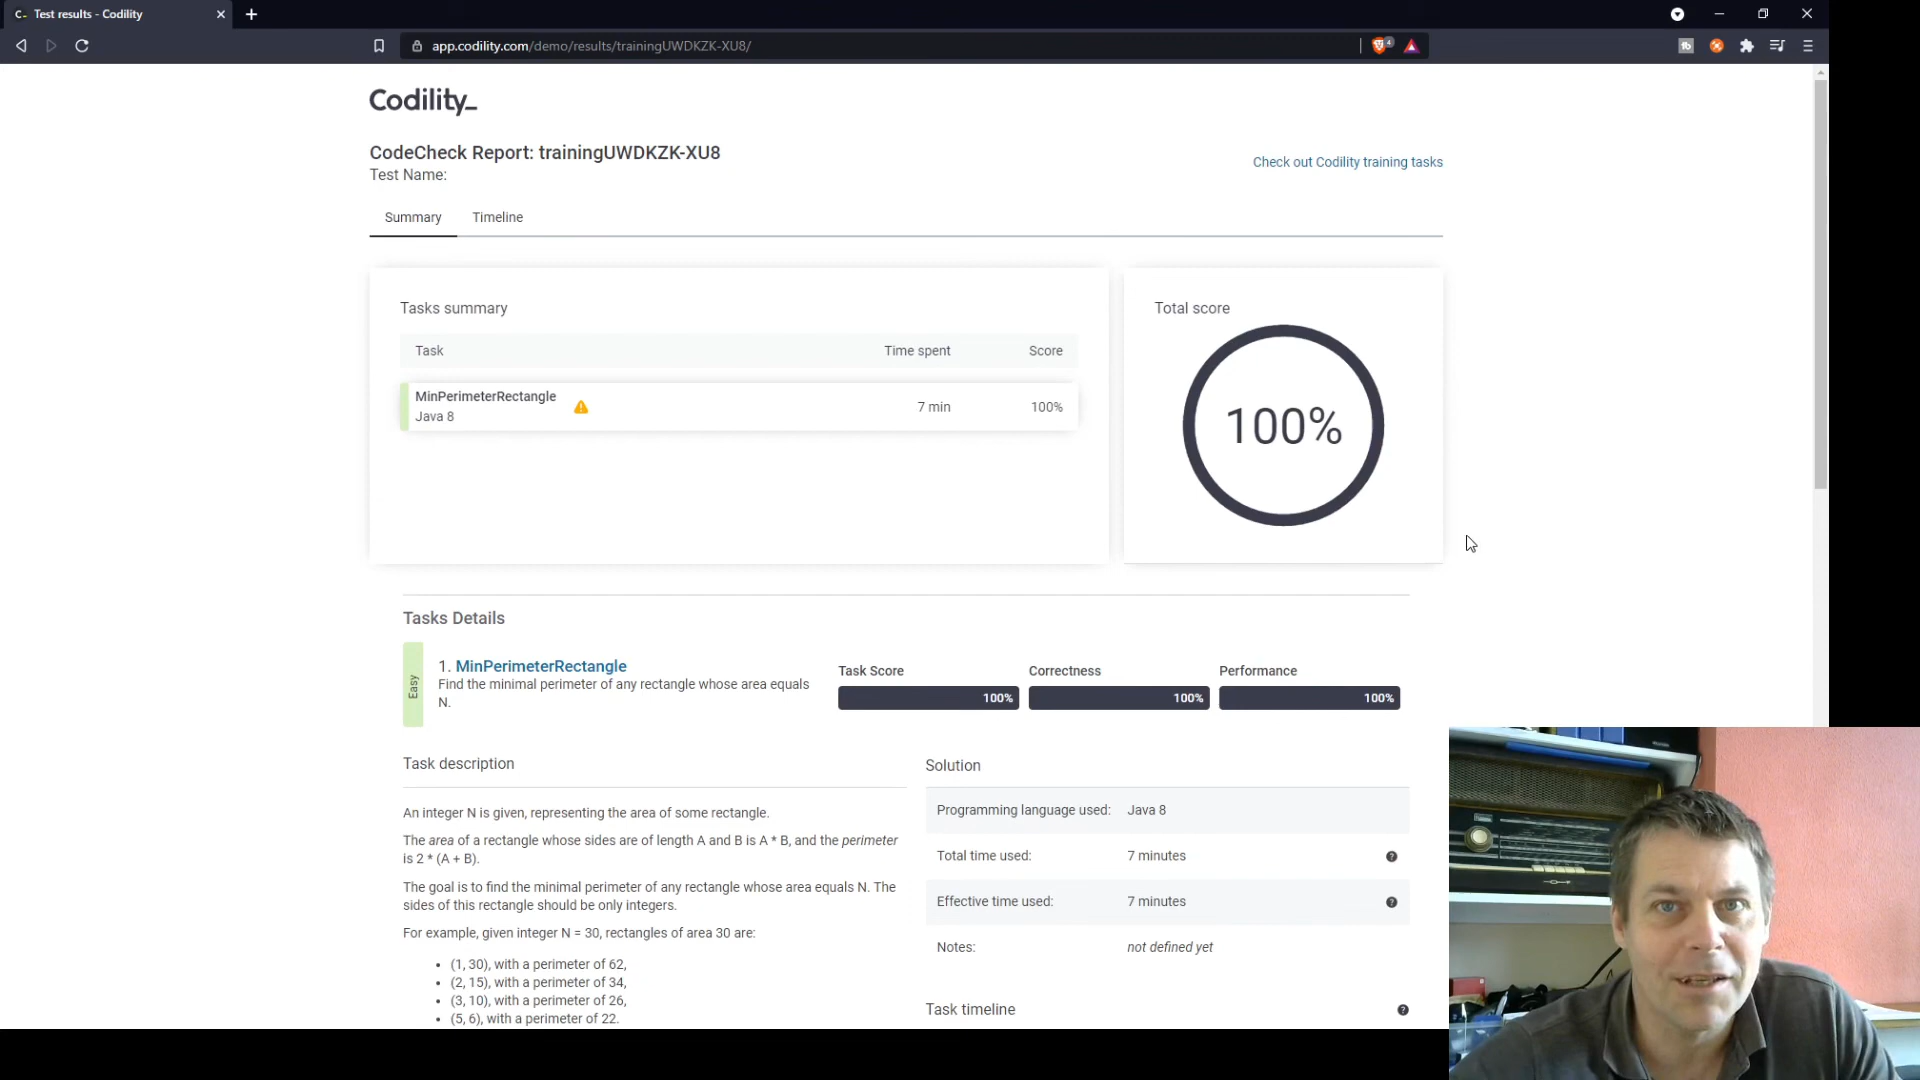 C_ Test results - Codility
app.codility.com/demo/results/trainingUWDKZK-XU8/
4
Codility_
CodeCheck Report: trainingUWDKZK-XU8
Test Name:
Check out Codility training tasks
Summary
Timeline
Tasks summary
Task
Time spent
Score
MinPerimeterRectangle
Java 8
7 min
100%
Total score
100%
Tasks Details
Easy
1. MinPerimeterRectangle
Find the minimal perimeter of any rectangle whose area equals
N.
Task Score
100%
Correctness
100%
Performance
100%
Task description
An integer N is given, representing the area of some rectangle.
The area of a rectangle whose sides are of length A and B is A * B, and the perimeter
is 2 * (A + B).
The goal is to find the minimal perimeter of any rectangle whose area equals N. The
sides of this rectangle should be only integers.
For example, given integer N = 30, rectangles of area 30 are:
• (1, 30), with a perimeter of 62,
• (2, 15), with a perimeter of 34,
• (3, 10), with a perimeter of 26,
• (5, 6), with a perimeter of 22.
Solution
Programming language used: Java 8
Total time used: 7 minutes
Effective time used: 7 minutes
Notes: not defined yet
Task timeline